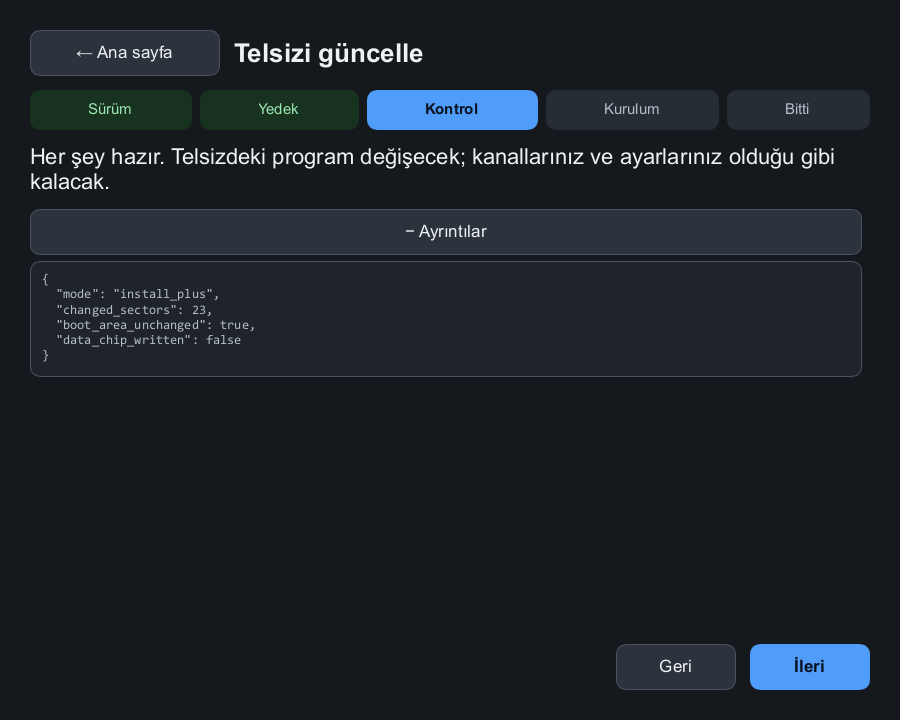 ← Ana sayfa Telsizi güncelle
Sürüm Yedek Kontrol Kurulum Bitti
Her şey hazır. Telsizdeki program değişecek; kanallarınız ve ayarlarınız olduğu gibi
kalacak.
− Ayrıntılar
{
  "mode": "install_plus",
  "changed_sectors": 23,
  "boot_area_unchanged": true,
  "data_chip_written": false
}
Geri İleri